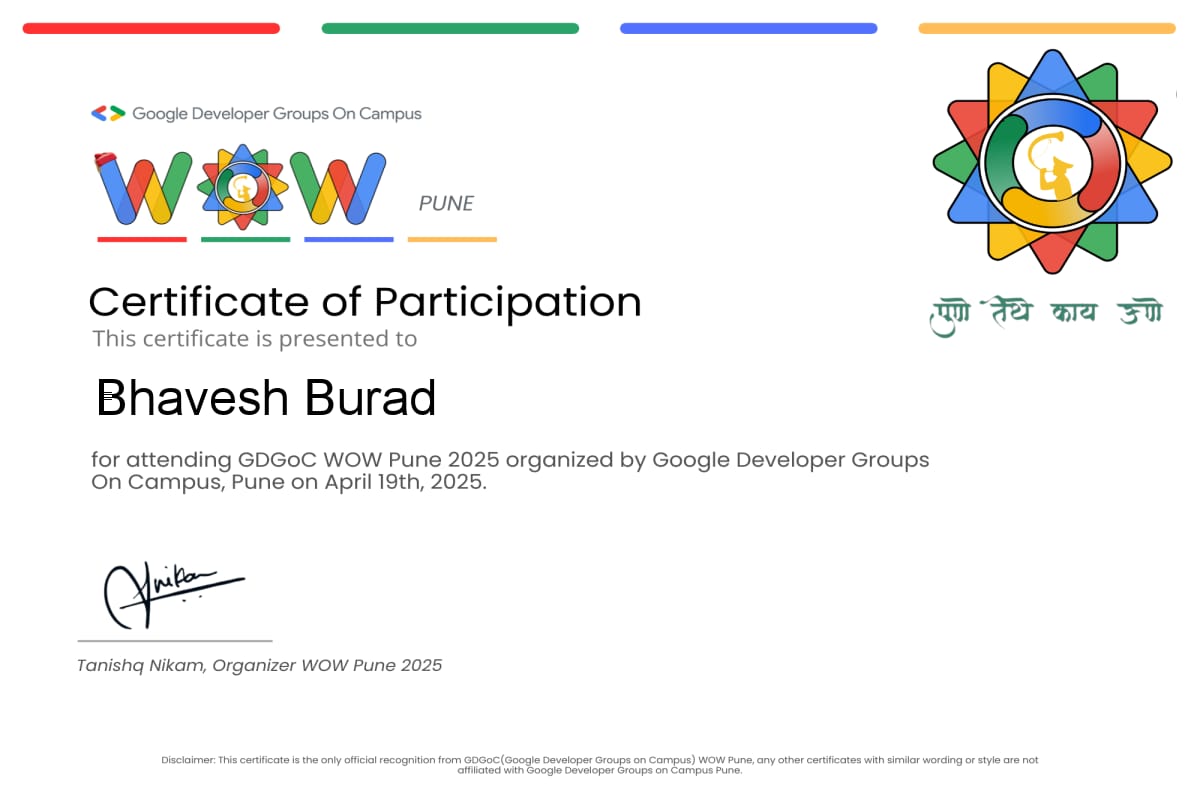 Google Developer Groups On Campus
WOW
PUNE
पुणे तेथे काय ऊणे
Certificate of Participation
This certificate is presented to
Bhavesh Burad
for attending GDGoC WOW Pune 2025 organized by Google Developer Groups
On Campus, Pune on April 19th, 2025.
Tanishq Nikam, Organizer WOW Pune 2025
Disclaimer: This certificate is the only official recognition from GDGoC(Google Developer Groups on Campus) WOW Pune, any other certificates with similar wording or style are not
affiliated with Google Developer Groups on Campus Pune.